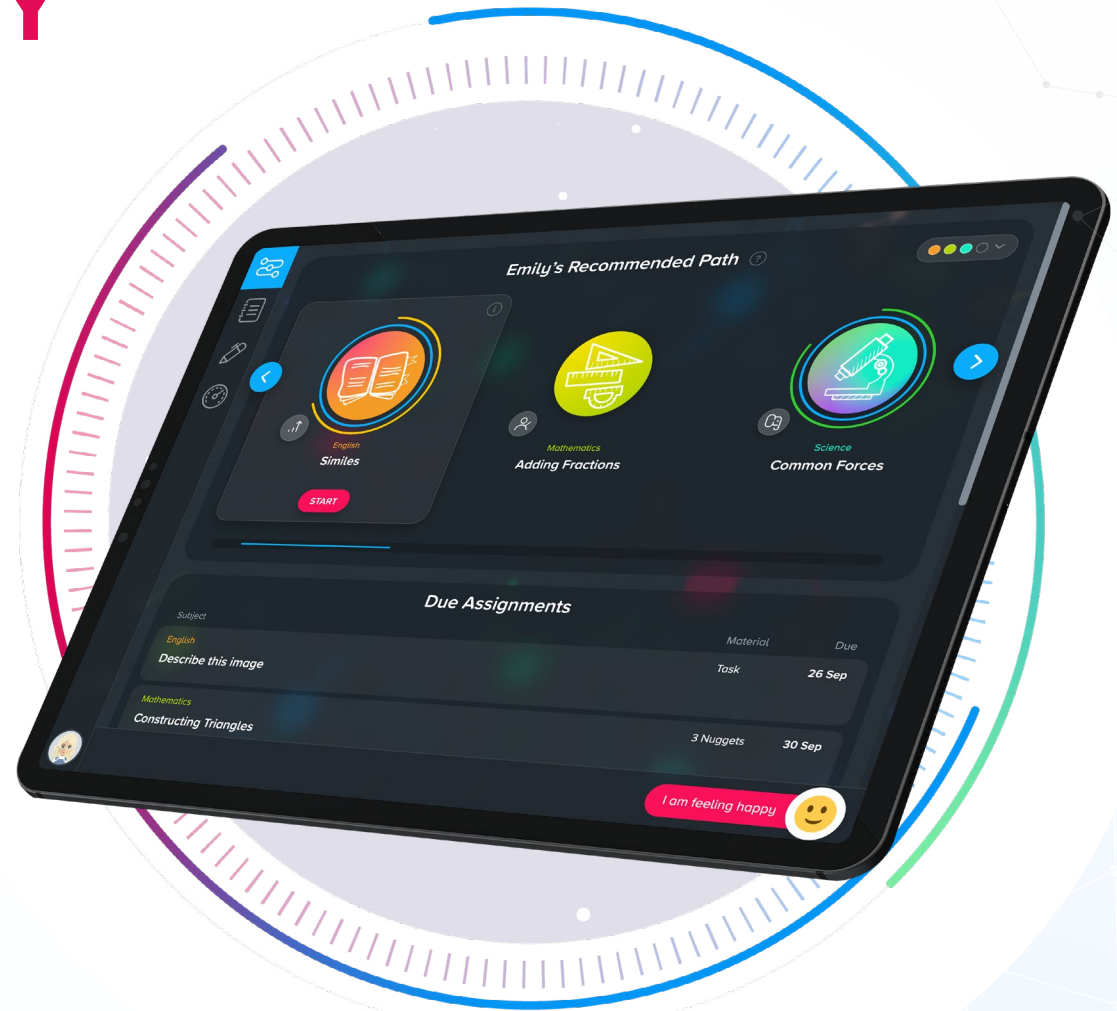 Y
Emily's Recommended Path ?
i
English
Similes
START
Mathematics
Adding Fractions
Science
Common Forces
Due Assignments
Subject Material Due
English
Describe this image Task 26 Sep
Mathematics
Constructing Triangles 3 Nuggets 30 Sep
I am feeling happy